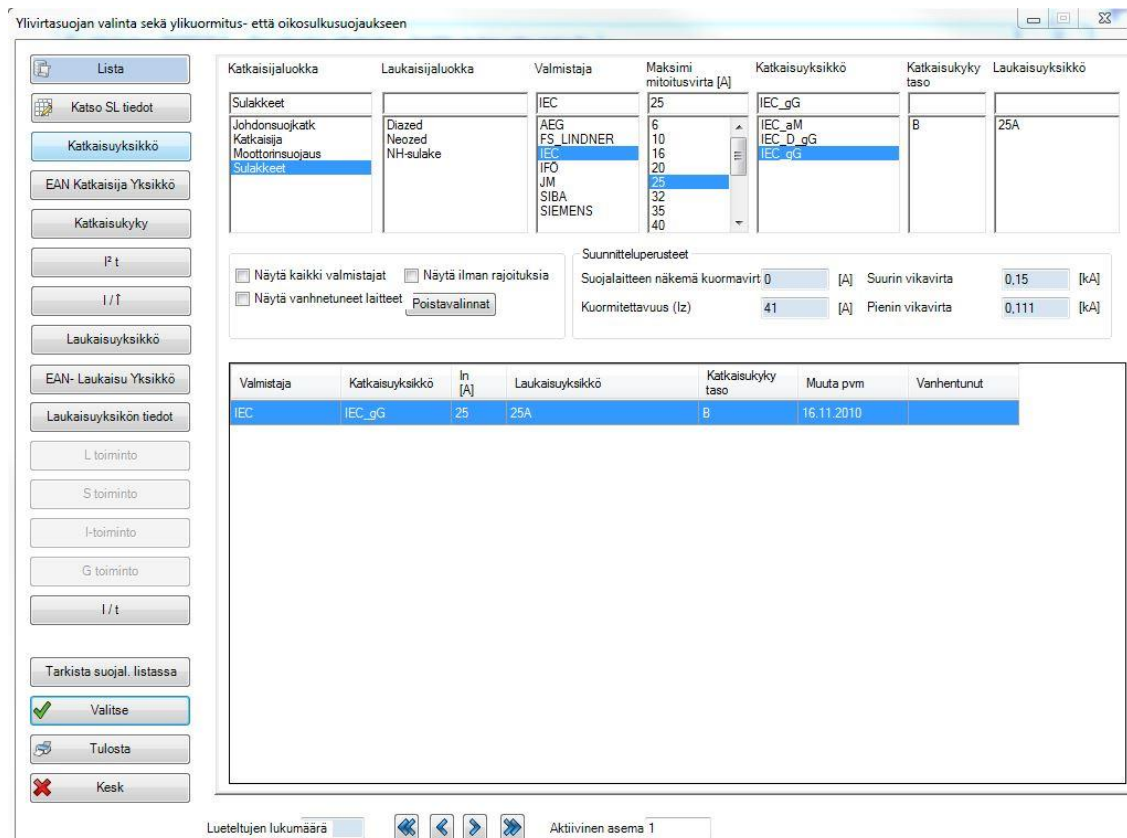 Ylivirtasuojan valinta sekä ylikuormitus- että oikosulkusuojaukseen
Lista
Katso SL tiedot
Katkaisuyksikkö
EAN Katkaisija Yksikkö
Katkaisukyky
I² t
I / Î
Laukaisuyksikkö
EAN- Laukaisu Yksikkö
Laukaisuyksikön tiedot
L toiminto
S toiminto
I-toiminto
G toiminto
I / t
Tarkista suojal. listassa
Valitse
Tulosta
Kesk
Katkaisijaluokka
Sulakkeet
Johdonsuojkatk
Katkaisija
Moottorinsuojaus
Sulakkeet
Laukaisijaluokka
Diazed
Neozed
NH-sulake
Valmistaja
IEC
AEG
FS_LINDNER
IEC
IFÖ
JM
SIBA
SIEMENS
Maksimi
mitoitusvirta [A]
25
6
10
16
20
25
32
35
40
Katkaisuyksikkö
IEC_gG
IEC_aM
IEC_D_gG
IEC_gG
Katkaisukyky
taso
B
Laukaisuyksikkö
25A
Näytä kaikki valmistajat
Näytä ilman rajoituksia
Näytä vanhnetuneet laitteet
Poistavalinnat
Suunnitteluperusteet
Suojalaitteen näkemä kuormavirt 0 [A] Suurin vikavirta 0,15 [kA]
Kuormitettavuus (Iz) 41 [A] Pienin vikavirta 0,111 [kA]
Valmistaja Katkaisuyksikkö In [A] Laukaisuyksikkö Katkaisukyky taso Muuta pvm Vanhentunut
IEC IEC_gG 25 25A B 16.11.2010
Lueteltujen lukumäärä
Aktiivinen asema 1